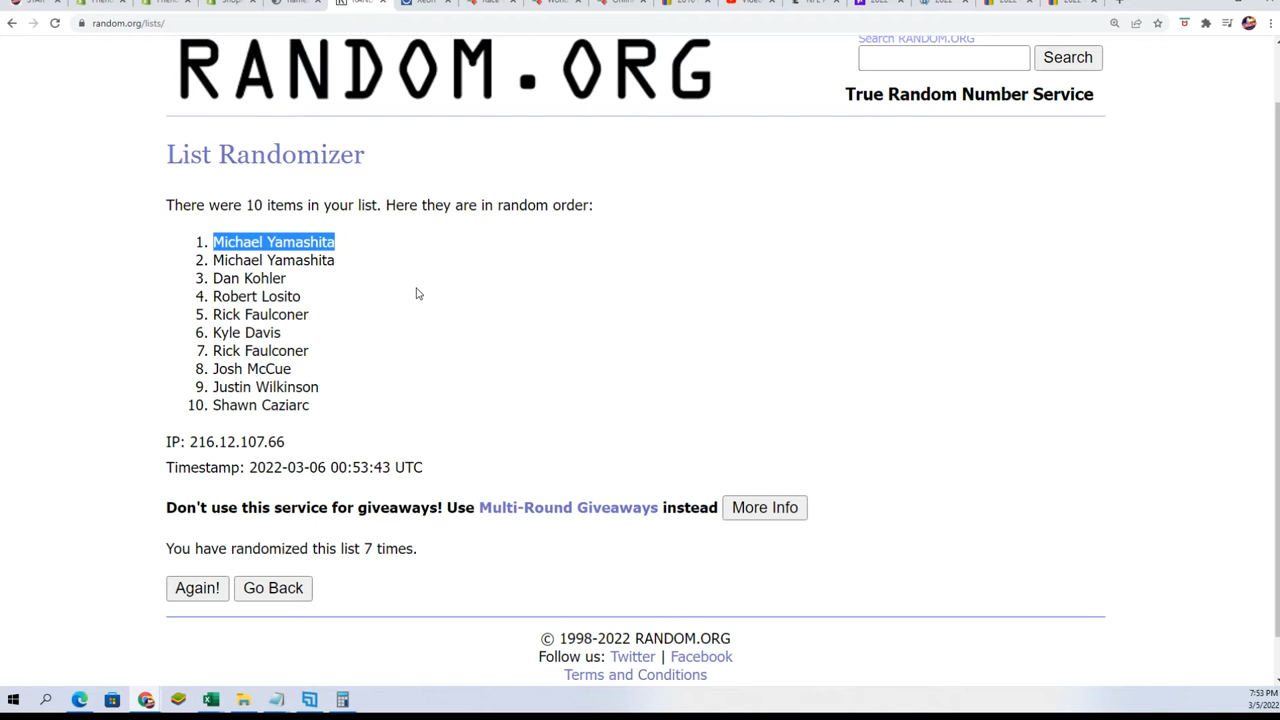 random.org/lists/
Search RANDOM.ORG
RANDOM.ORG
Search
True Random Number Service
List Randomizer
There were 10 items in your list. Here they are in random order:
1. Michael Yamashita
2. Michael Yamashita
3. Dan Kohler
4. Robert Losito
5. Rick Faulconer
6. Kyle Davis
7. Rick Faulconer
8. Josh McCue
9. Justin Wilkinson
10. Shawn Caziarc
IP: 216.12.107.66
Timestamp: 2022-03-06 00:53:43 UTC
Don't use this service for giveaways! Use Multi-Round Giveaways instead More Info
You have randomized this list 7 times.
Again! Go Back
© 1998-2022 RANDOM.ORG
Follow us: Twitter | Facebook
Terms and Conditions
7:53 PM
3/5/2022